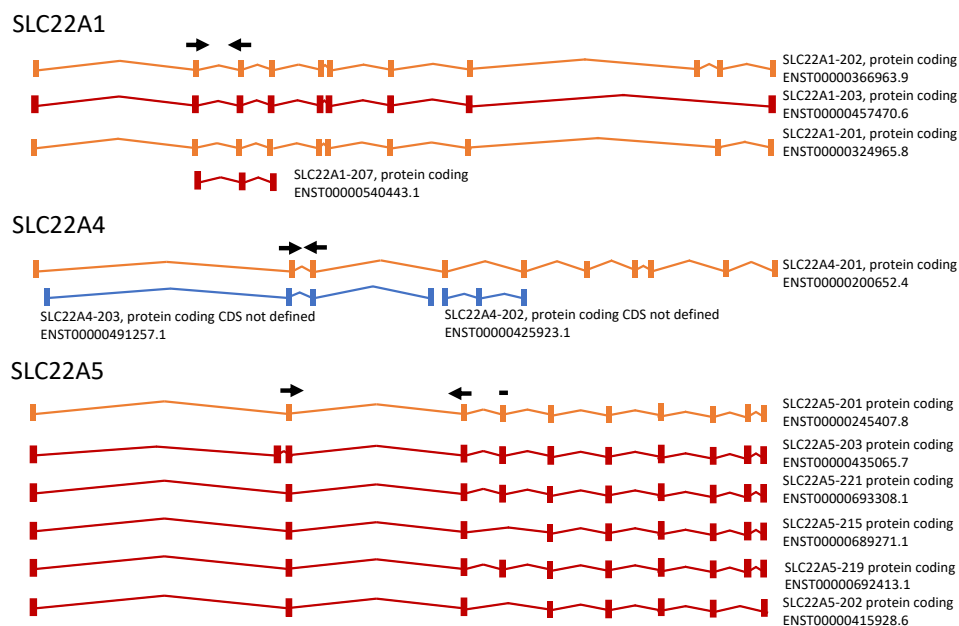 SLC22A1
SLC22A1-202, protein coding
ENST00000366963.9
SLC22A1-203, protein coding
ENST00000457470.6
SLC22A1-201, protein coding
ENST00000324965.8
SLC22A1-207, protein coding
ENST00000540443.1
SLC22A4
SLC22A4-201, protein coding
ENST00000200652.4
SLC22A4-203, protein coding CDS not defined
ENST00000491257.1
SLC22A4-202, protein coding CDS not defined
ENST00000425923.1
SLC22A5
SLC22A5-201 protein coding
ENST00000245407.8
SLC22A5-203 protein coding
ENST00000435065.7
SLC22A5-221 protein coding
ENST00000693308.1
SLC22A5-215 protein coding
ENST00000689271.1
SLC22A5-219 protein coding
ENST00000692413.1
SLC22A5-202 protein coding
ENST00000415928.6